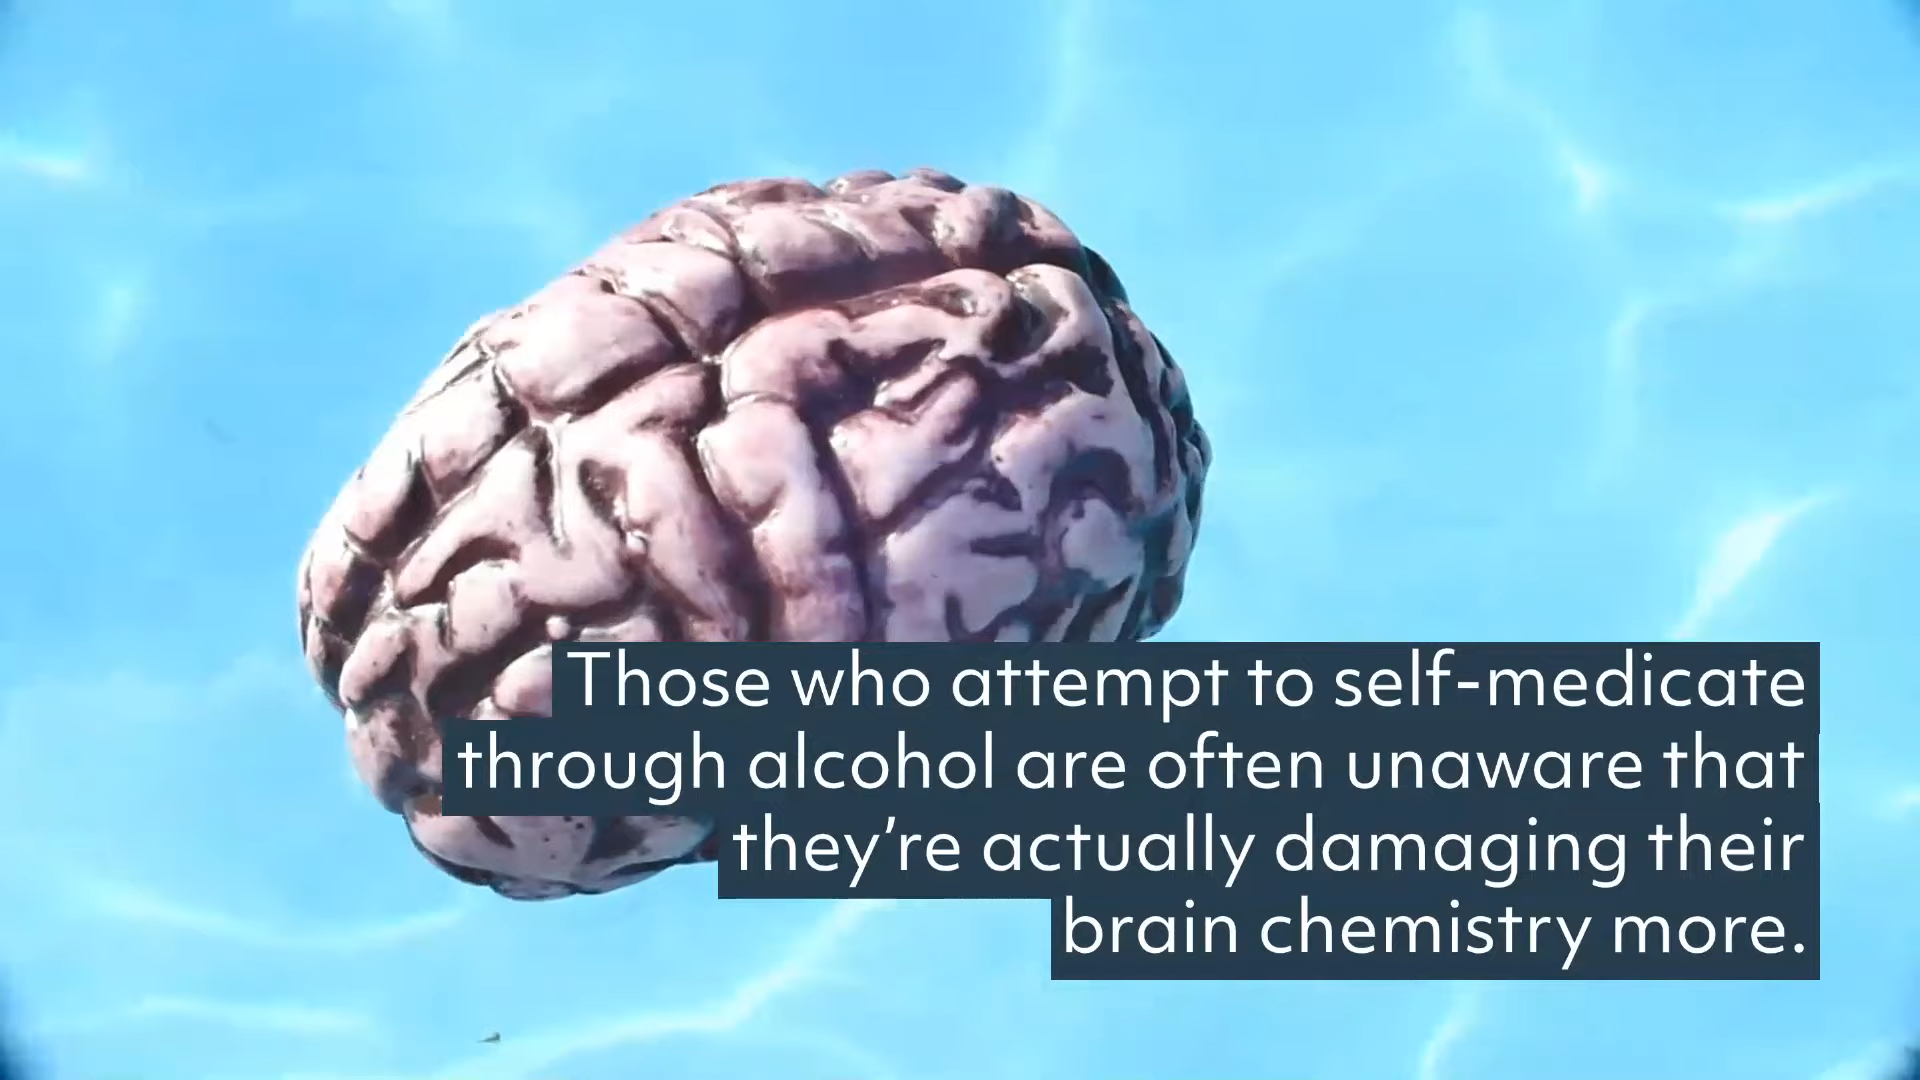 Those who attempt to self-medicate
through alcohol are often unaware that
they’re actually damaging their
brain chemistry more.